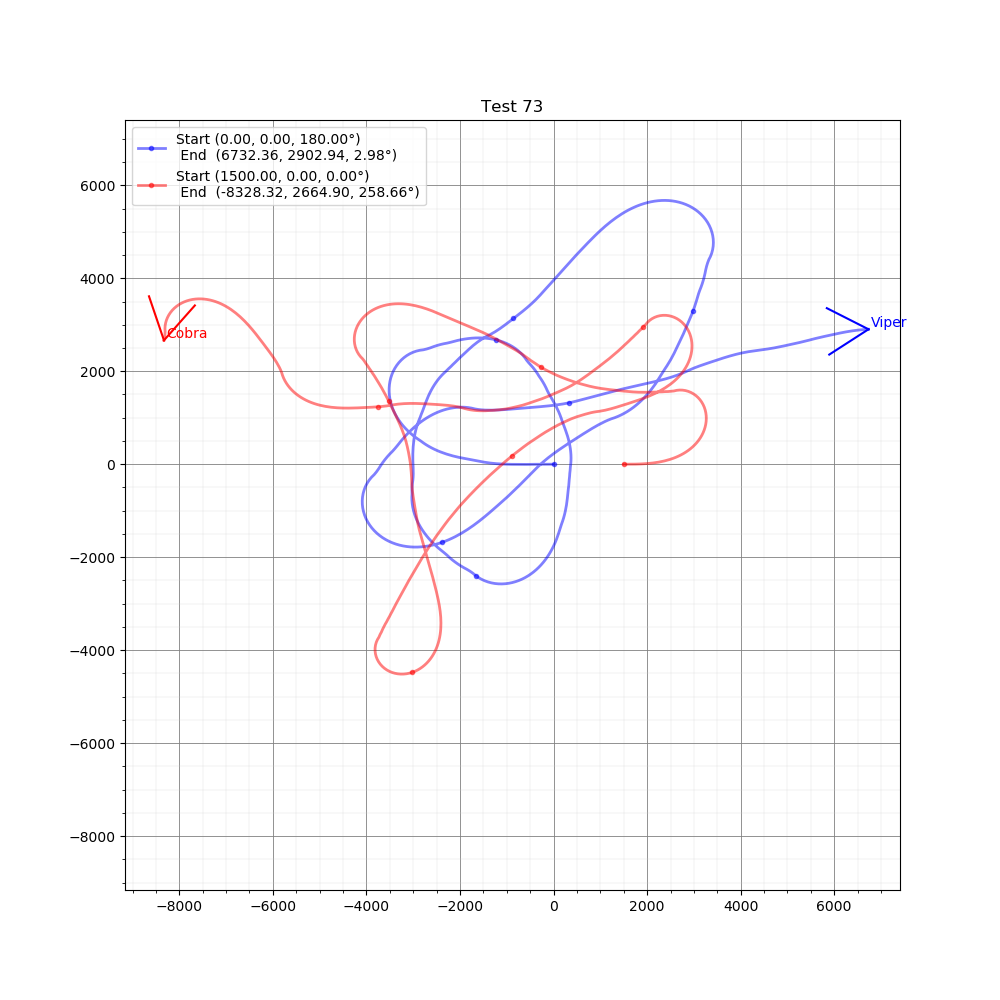 Test 73
Start (0.00, 0.00, 180.00°)
End (6732.36, 2902.94, 2.98°)
Start (1500.00, 0.00, 0.00°)
End (-8328.32, 2664.90, 258.66°)
6000
4000
2000
0
−2000
−4000
−6000
−8000
Cobra
Viper
−8000 −6000 −4000 −2000 0 2000 4000 6000